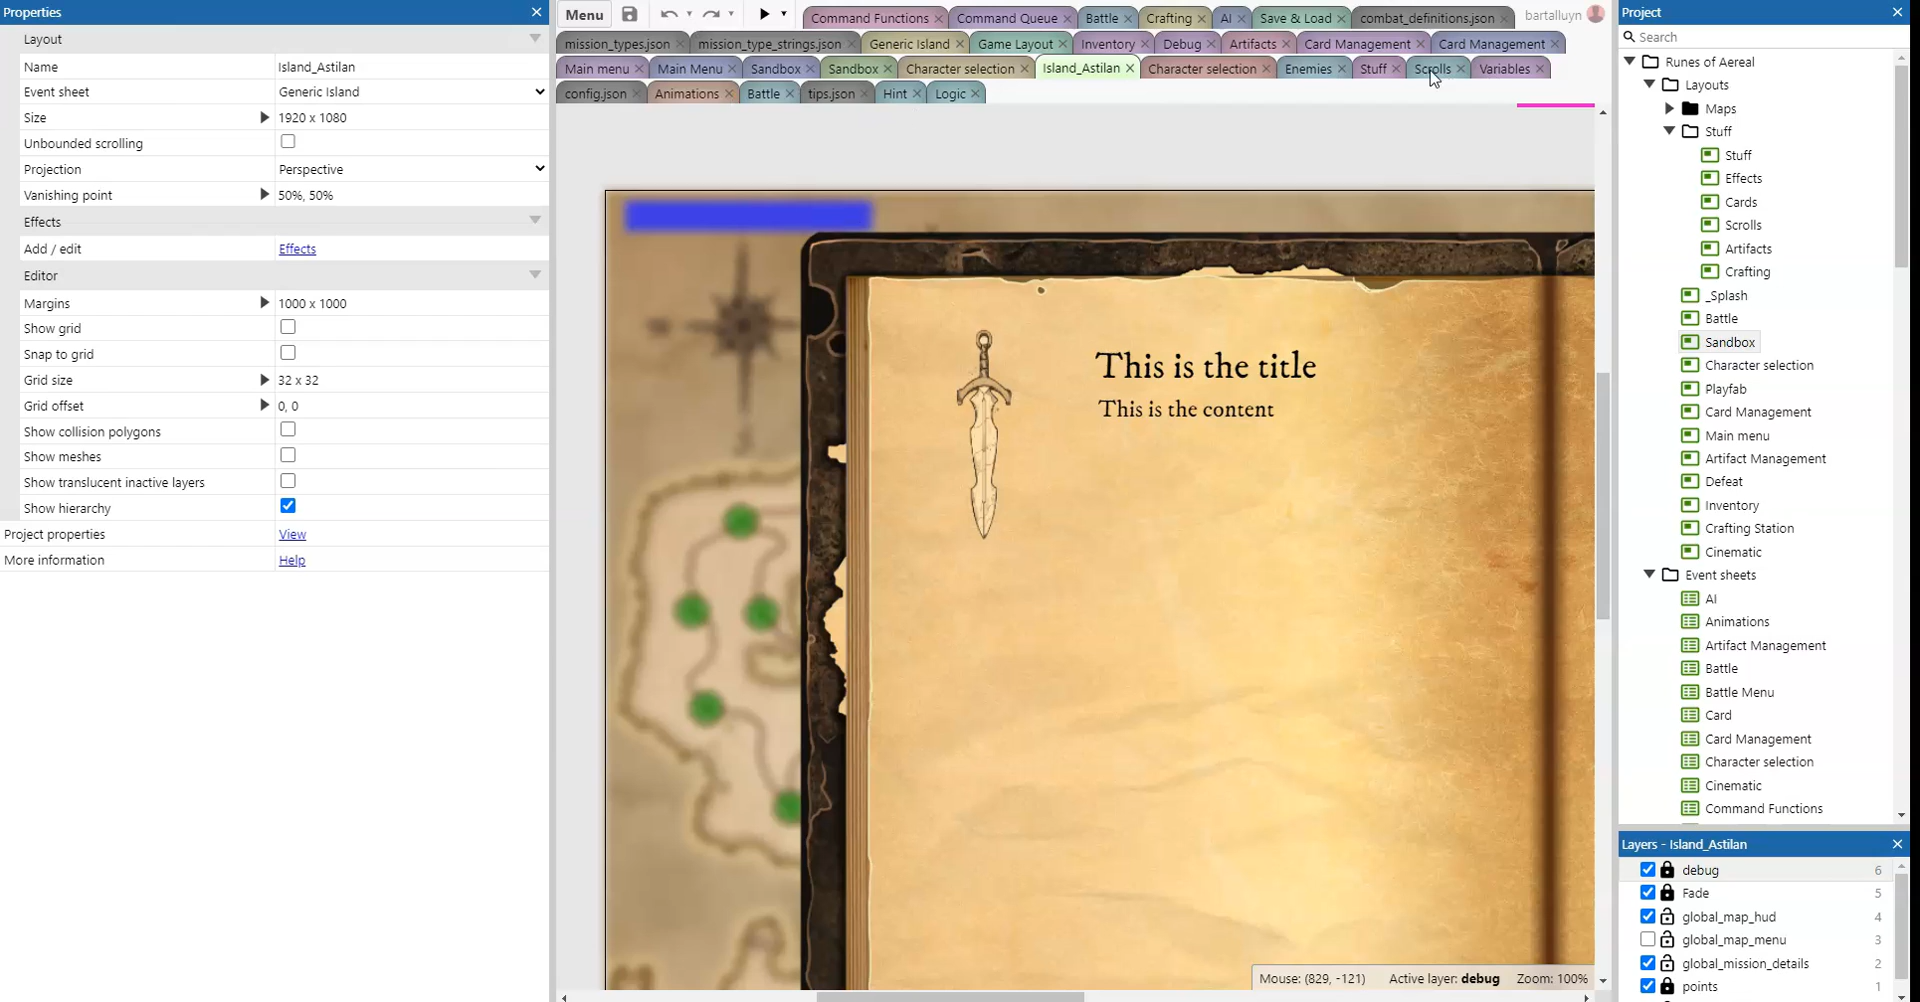 Properties
Layout
Name Island_Astilan
Event sheet Generic Island
Size 1920 x 1080
Unbounded scrolling
Projection Perspective
Vanishing point 50%, 50%
Effects
Add / edit Effects
Editor
Margins 1000 x 1000
Show grid
Snap to grid
Grid size 32 x 32
Grid offset 0, 0
Show collision polygons
Show meshes
Show translucent inactive layers
Show hierarchy
Project properties View
More information Help
Menu Command Functions Command Queue Battle Crafting AI Save & Load combat_definitions.json bartalluyn
mission_types.json mission_type_strings.json Generic Island Game Layout Inventory Debug Artifacts Card Management Card Management
Main menu Main Menu Sandbox Sandbox Character selection Island_Astilan Character selection Enemies Stuff Scrolls Variables
config.json Animations Battle tips.json Hint Logic
This is the title
This is the content
Mouse: (829, -121) Active layer: debug Zoom: 100%
Project
Search
Runes of Aereal
Layouts
Maps
Stuff
Stuff
Effects
Cards
Scrolls
Artifacts
Crafting
_Splash
Battle
Sandbox
Character selection
Playfab
Card Management
Main menu
Artifact Management
Defeat
Inventory
Crafting Station
Cinematic
Event sheets
AI
Animations
Artifact Management
Battle
Battle Menu
Card
Card Management
Character selection
Cinematic
Command Functions
Layers - Island_Astilan
debug 6
Fade 5
global_map_hud 4
global_map_menu 3
global_mission_details 2
points 1